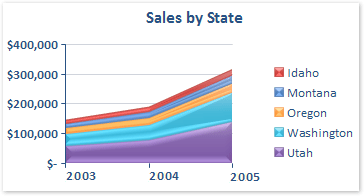 Sales by State
$400,000
$300,000
$200,000
$100,000
$-
2003 2004 2005
Idaho
Montana
Oregon
Washington
Utah